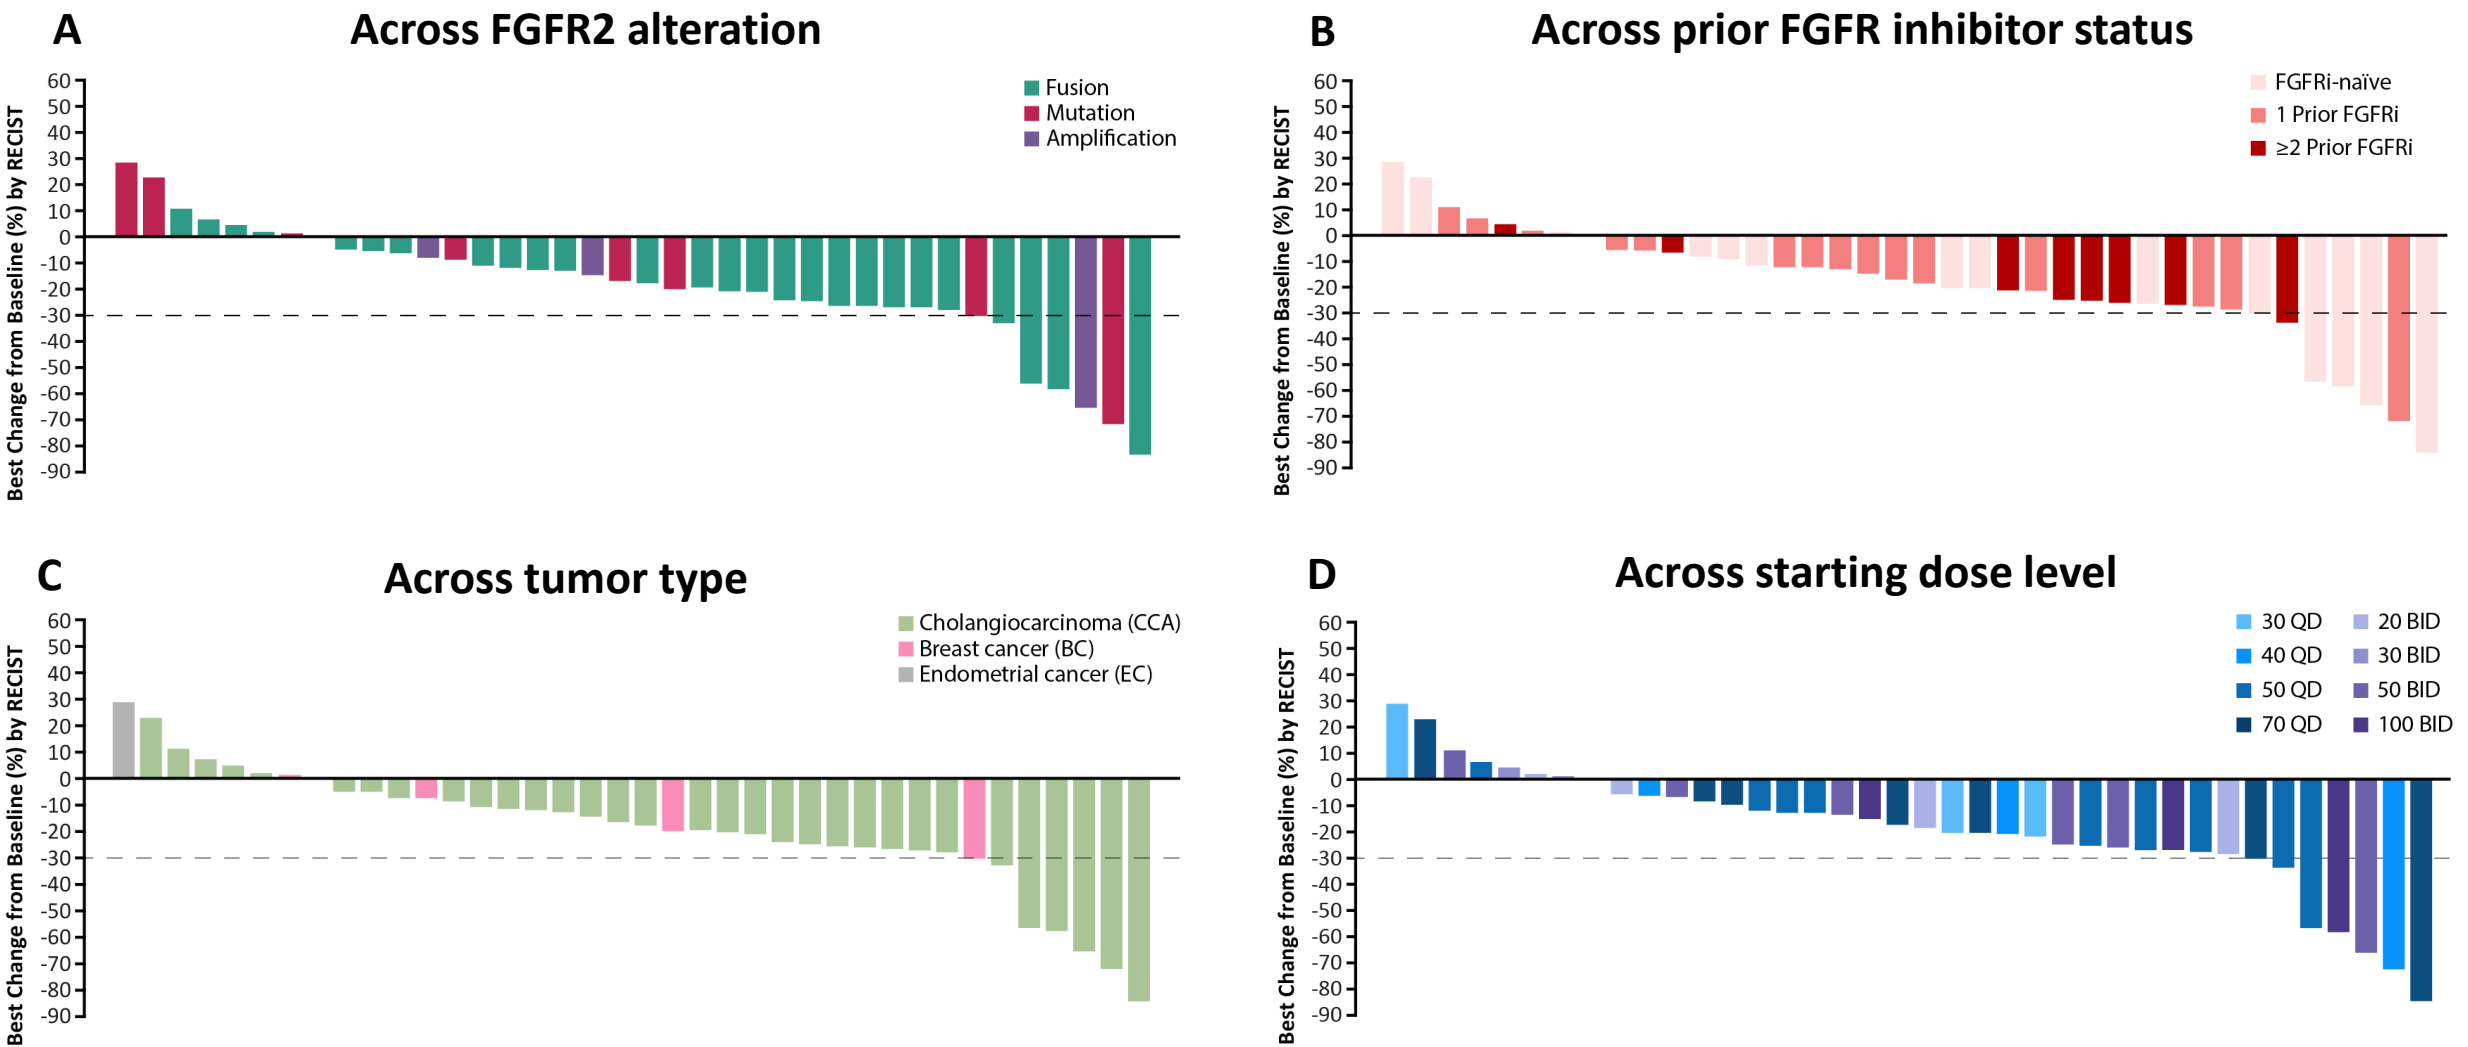 A
Across FGFR2 alteration
Best Change from Baseline (%) by RECIST
60
50
40
30
20
10
0
-10
-20
-30
-40
-50
-60
-70
-80
-90
Fusion
Mutation
Amplification
B
Across prior FGFR inhibitor status
Best Change from Baseline (%) by RECIST
60
50
40
30
20
10
0
-10
-20
-30
-40
-50
-60
-70
-80
-90
FGFRi-naïve
1 Prior FGFRi
≥2 Prior FGFRi
C
Across tumor type
Best Change from Baseline (%) by RECIST
60
50
40
30
20
10
0
-10
-20
-30
-40
-50
-60
-70
-80
-90
Cholangiocarcinoma (CCA)
Breast cancer (BC)
Endometrial cancer (EC)
D
Across starting dose level
Best Change from Baseline (%) by RECIST
60
50
40
30
20
10
0
-10
-20
-30
-40
-50
-60
-70
-80
-90
30 QD 20 BID
40 QD 30 BID
50 QD 50 BID
70 QD 100 BID